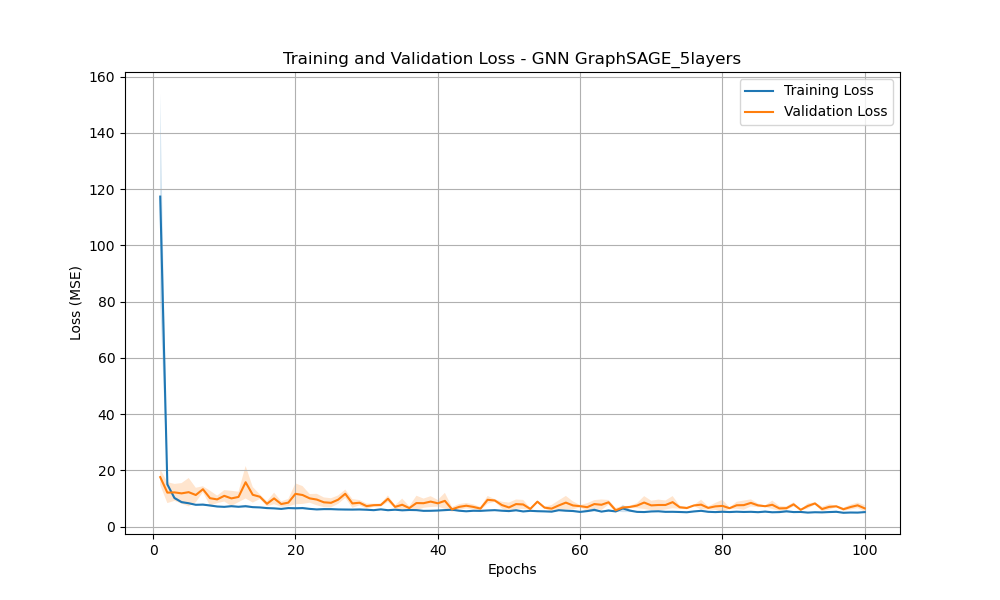 Training and Validation Loss - GNN GraphSAGE_5layers
160
140
120
100
80
60
40
20
0
Loss (MSE)
Training Loss
Validation Loss
0 20 40 60 80 100
Epochs